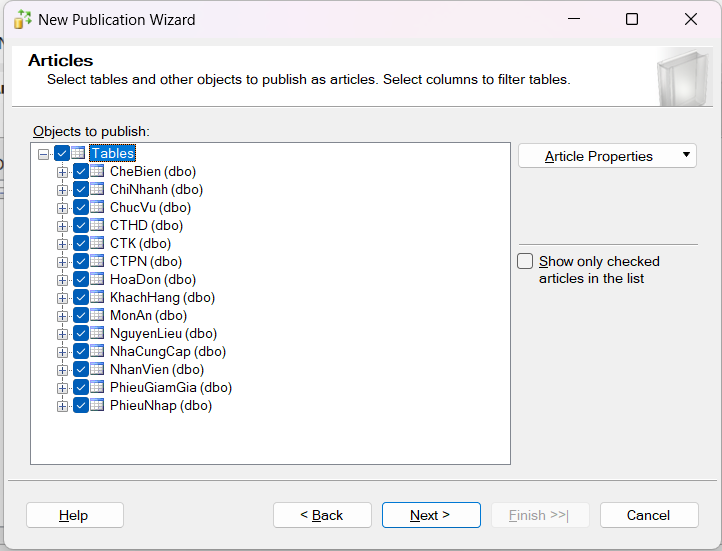 New Publication Wizard
Articles
Select tables and other objects to publish as articles. Select columns to filter tables.
Objects to publish:
Tables
CheBien (dbo)
ChiNhanh (dbo)
ChucVu (dbo)
CTHD (dbo)
CTK (dbo)
CTPN (dbo)
HoaDon (dbo)
KhachHang (dbo)
MonAn (dbo)
NguyenLieu (dbo)
NhaCungCap (dbo)
NhanVien (dbo)
PhieuGiamGia (dbo)
PhieuNhap (dbo)
Article Properties
Show only checked
articles in the list
Help
< Back
Next >
Finish >>|
Cancel